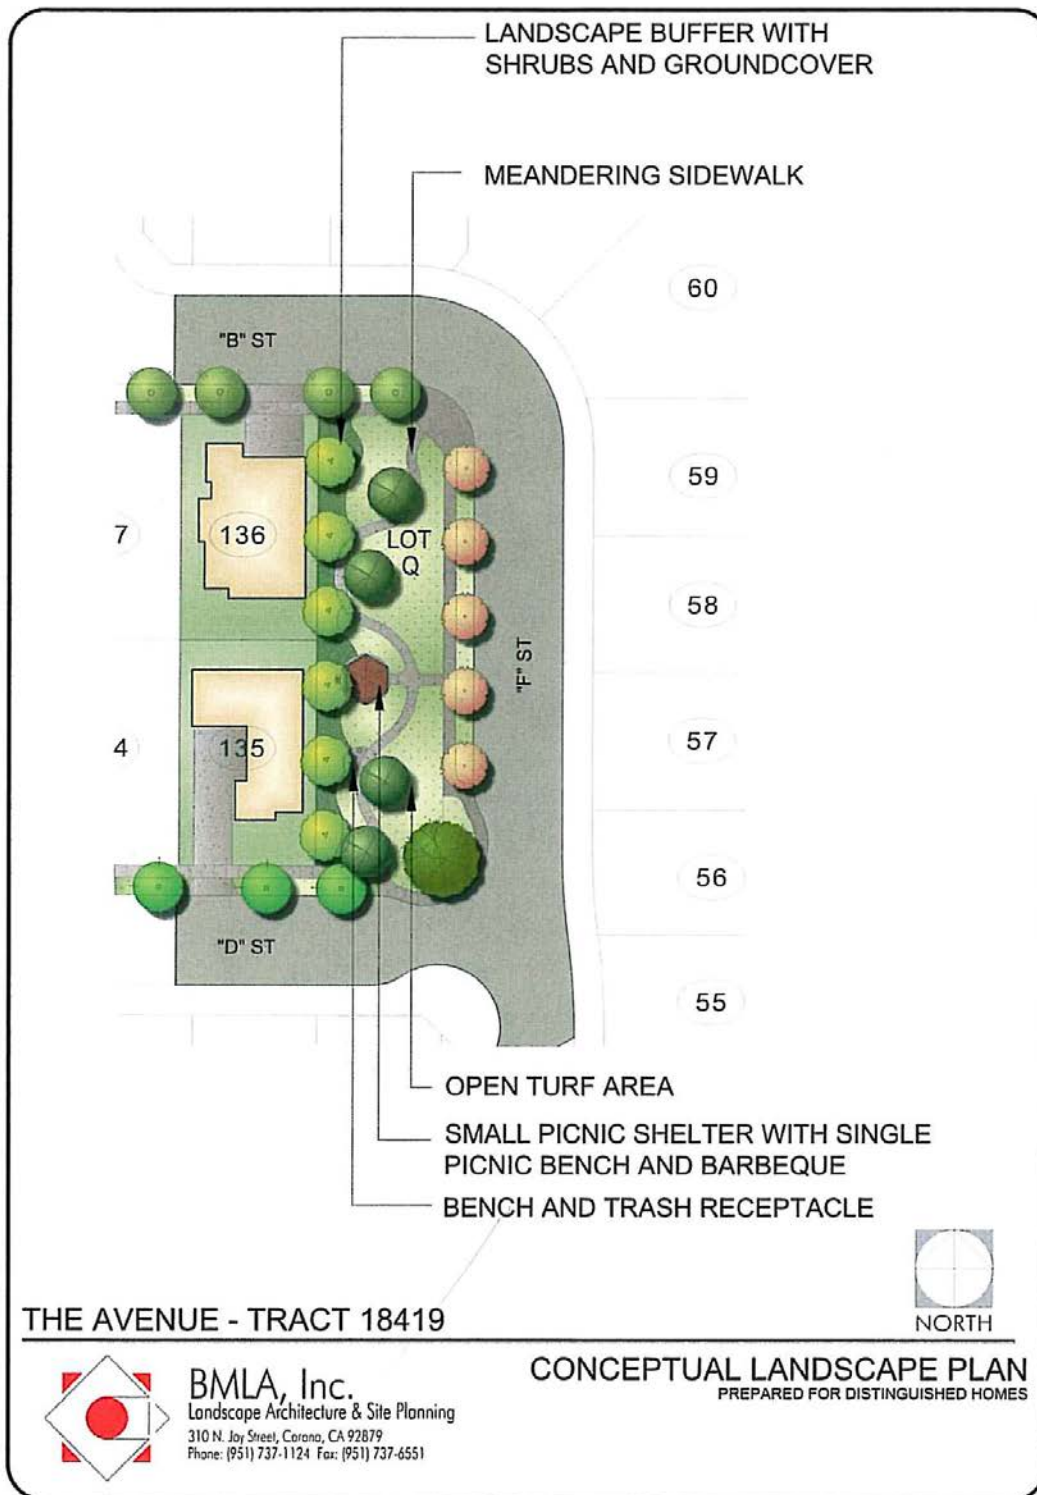 LANDSCAPE BUFFER WITH
SHRUBS AND GROUNDCOVER
MEANDERING SIDEWALK
60
"B" ST
59
7
136
LOT
Q
58
"F" ST
57
4
135
56
"D" ST
55
OPEN TURF AREA
SMALL PICNIC SHELTER WITH SINGLE
PICNIC BENCH AND BARBEQUE
BENCH AND TRASH RECEPTACLE
NORTH
THE AVENUE - TRACT 18419
CONCEPTUAL LANDSCAPE PLAN
PREPARED FOR DISTINGUISHED HOMES
BMLA, Inc.
Landscape Architecture & Site Planning
310 N. Joy Street, Corona, CA 92879
Phone: (951) 737-1124 Fax: (951) 737-6551